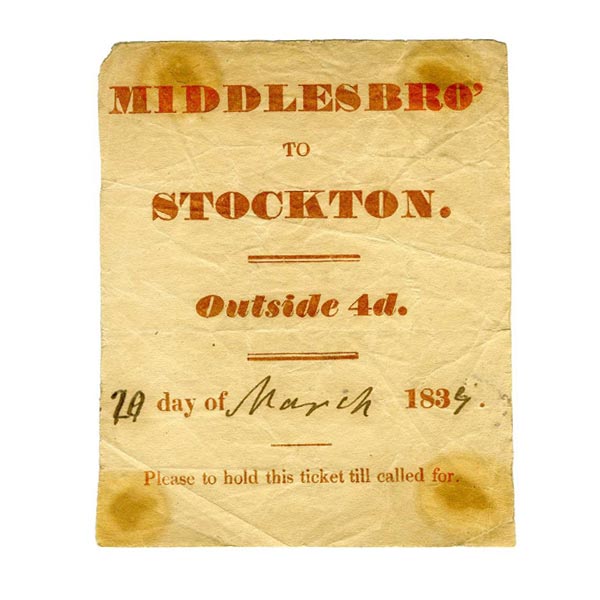 MIDDLESBRO'
TO
STOCKTON.
Outside 4d.
day of March 183
Please to hold this ticket till called for.